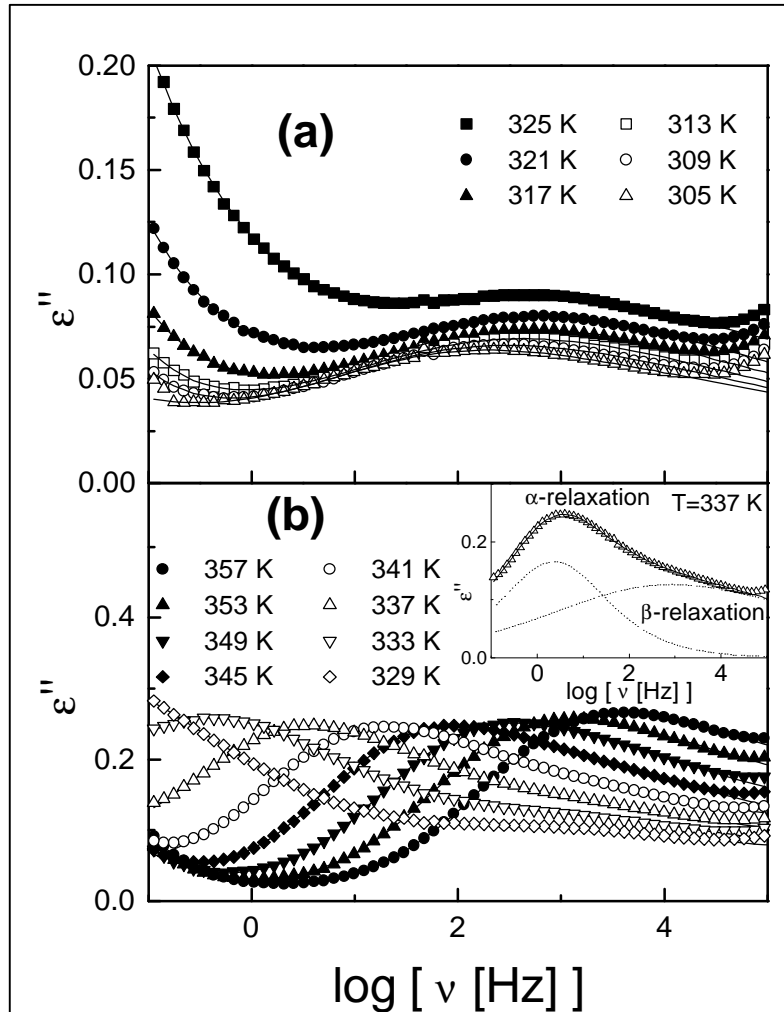 0.20
0.15
0.10
0.05
0.00
ε''
(a)
325 K
313 K
321 K
309 K
317 K
305 K
(b)
357 K
341 K
353 K
337 K
349 K
333 K
345 K
329 K
0.4
0.2
0.0
ε''
α-relaxation
T=337 K
β-relaxation
0.2
0.0
ε''
0
2
4
log [ ν [Hz] ]
0
2
4
log [ ν [Hz] ]